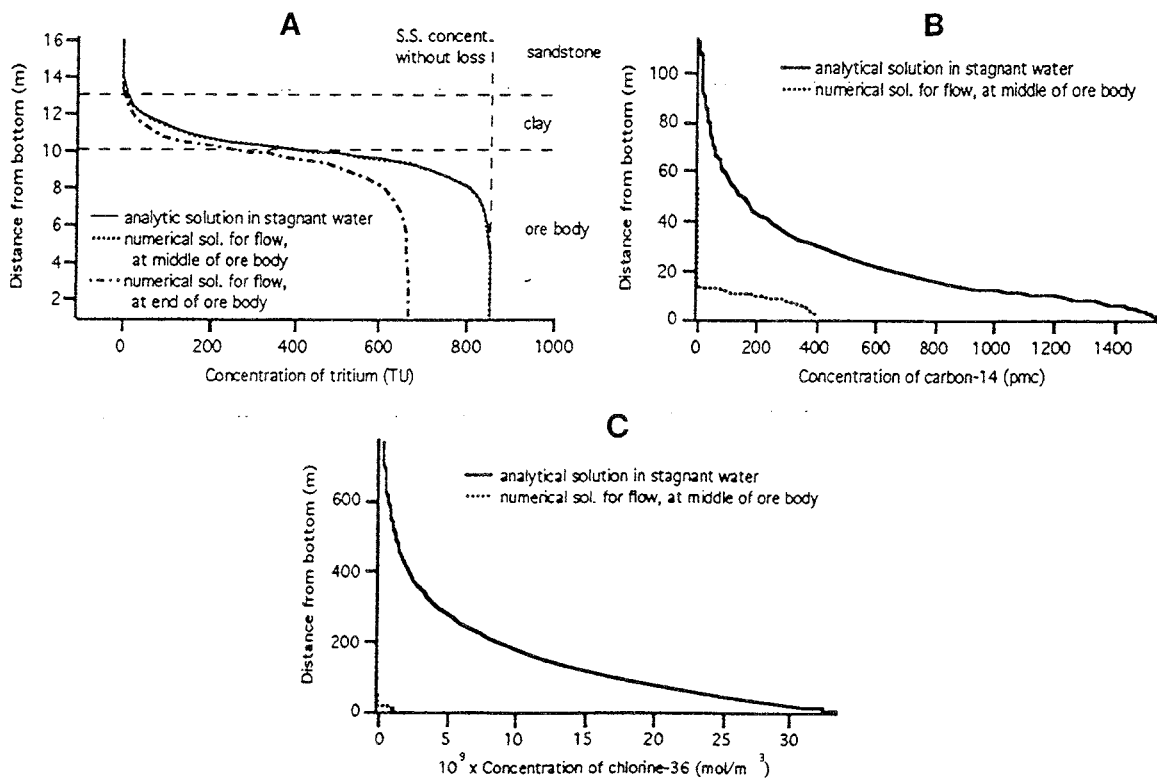 A
S.S. concent.
without loss
sandstone
clay
ore body
16
14
12
10
8
6
4
2
Distance from bottom (m)
analytic solution in stagnant water
numerical sol. for flow,
at middle of ore body
numerical sol. for flow,
at end of ore body
0 200 400 600 800 1000
Concentration of tritium (TU)
B
analytical solution in stagnant water
numerical sol. for flow, at middle of ore body
100
80
60
40
20
0
Distance from bottom (m)
0 200 400 600 800 1000 1200 1400
Concentration of carbon-14 (pmc)
C
analytical solution in stagnant water
numerical sol. for flow, at middle of ore body
600
400
200
0
Distance from bottom (m)
0 5 10 15 20 25 30
10^9 x Concentration of chlorine-36 (mol/m^3)